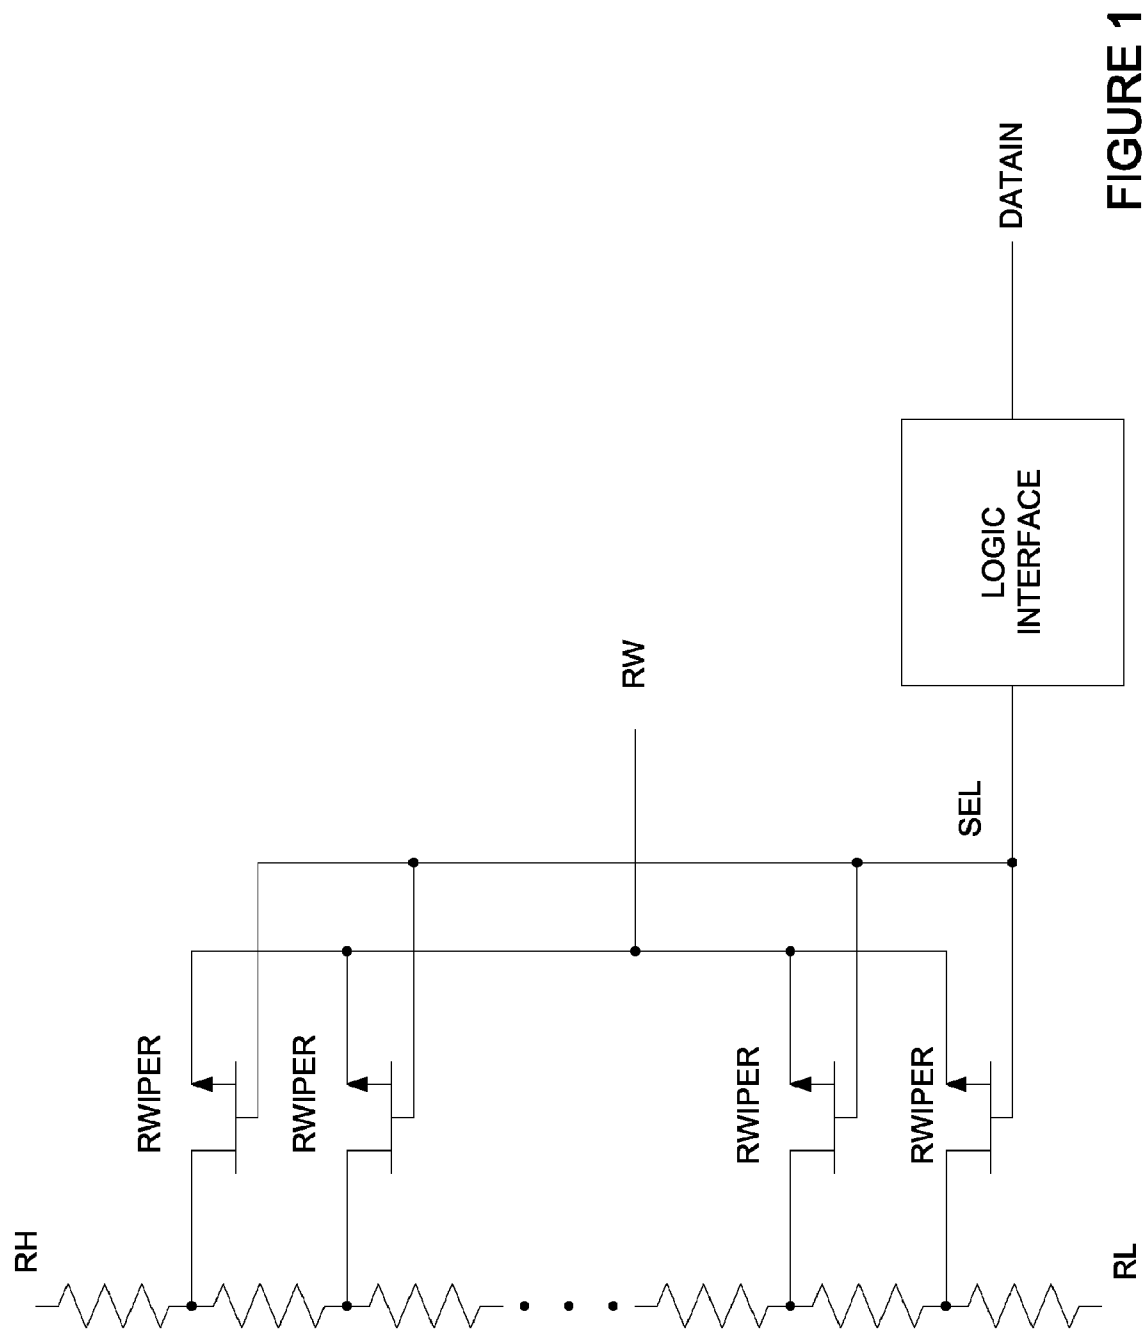 RH
RWIPER
RWIPER
RWIPER
RWIPER
RL
RW
SEL
LOGIC
INTERFACE
DATAIN
FIGURE 1